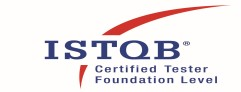 ISTQB®
Certified Tester
Foundation Level